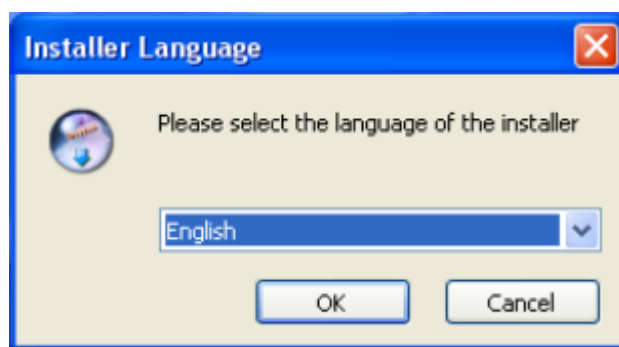 Installer Language
Please select the language of the installer
English
OK
Cancel